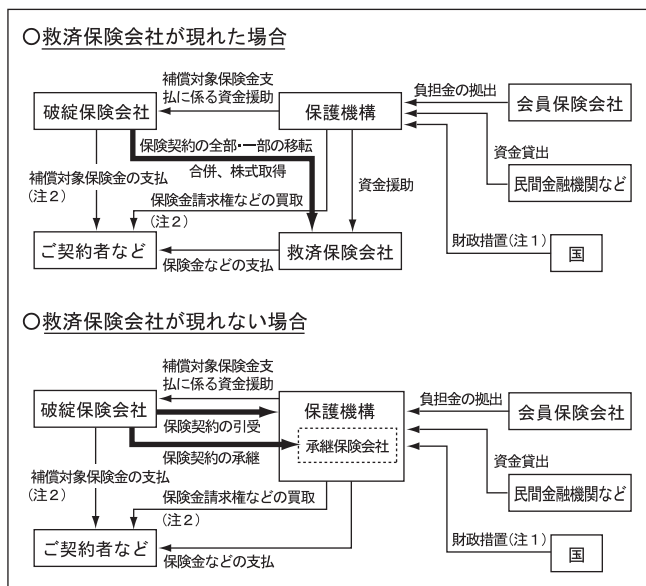 ○救済保険会社が現れた場合
補償対象保険金支
払に係る資金援助
負担金の拠出
破綻保険会社
保護機構
会員保険会社
保険契約の全部・一部の移転
合併、株式取得
資金貸出
補償対象保険金の支払
(注2)
保険金請求権などの買取
(注2)
資金援助
民間金融機関など
財政措置(注1)
ご契約者など
保険金などの支払
救済保険会社
国
○救済保険会社が現れない場合
補償対象保険金支
払に係る資金援助
負担金の拠出
破綻保険会社
保護機構
会員保険会社
保険契約の引受
承継保険会社
保険契約の承継
資金貸出
補償対象保険金の支払
(注2)
保険金請求権などの買取
(注2)
民間金融機関など
財政措置(注1)
ご契約者など
保険金などの支払
国